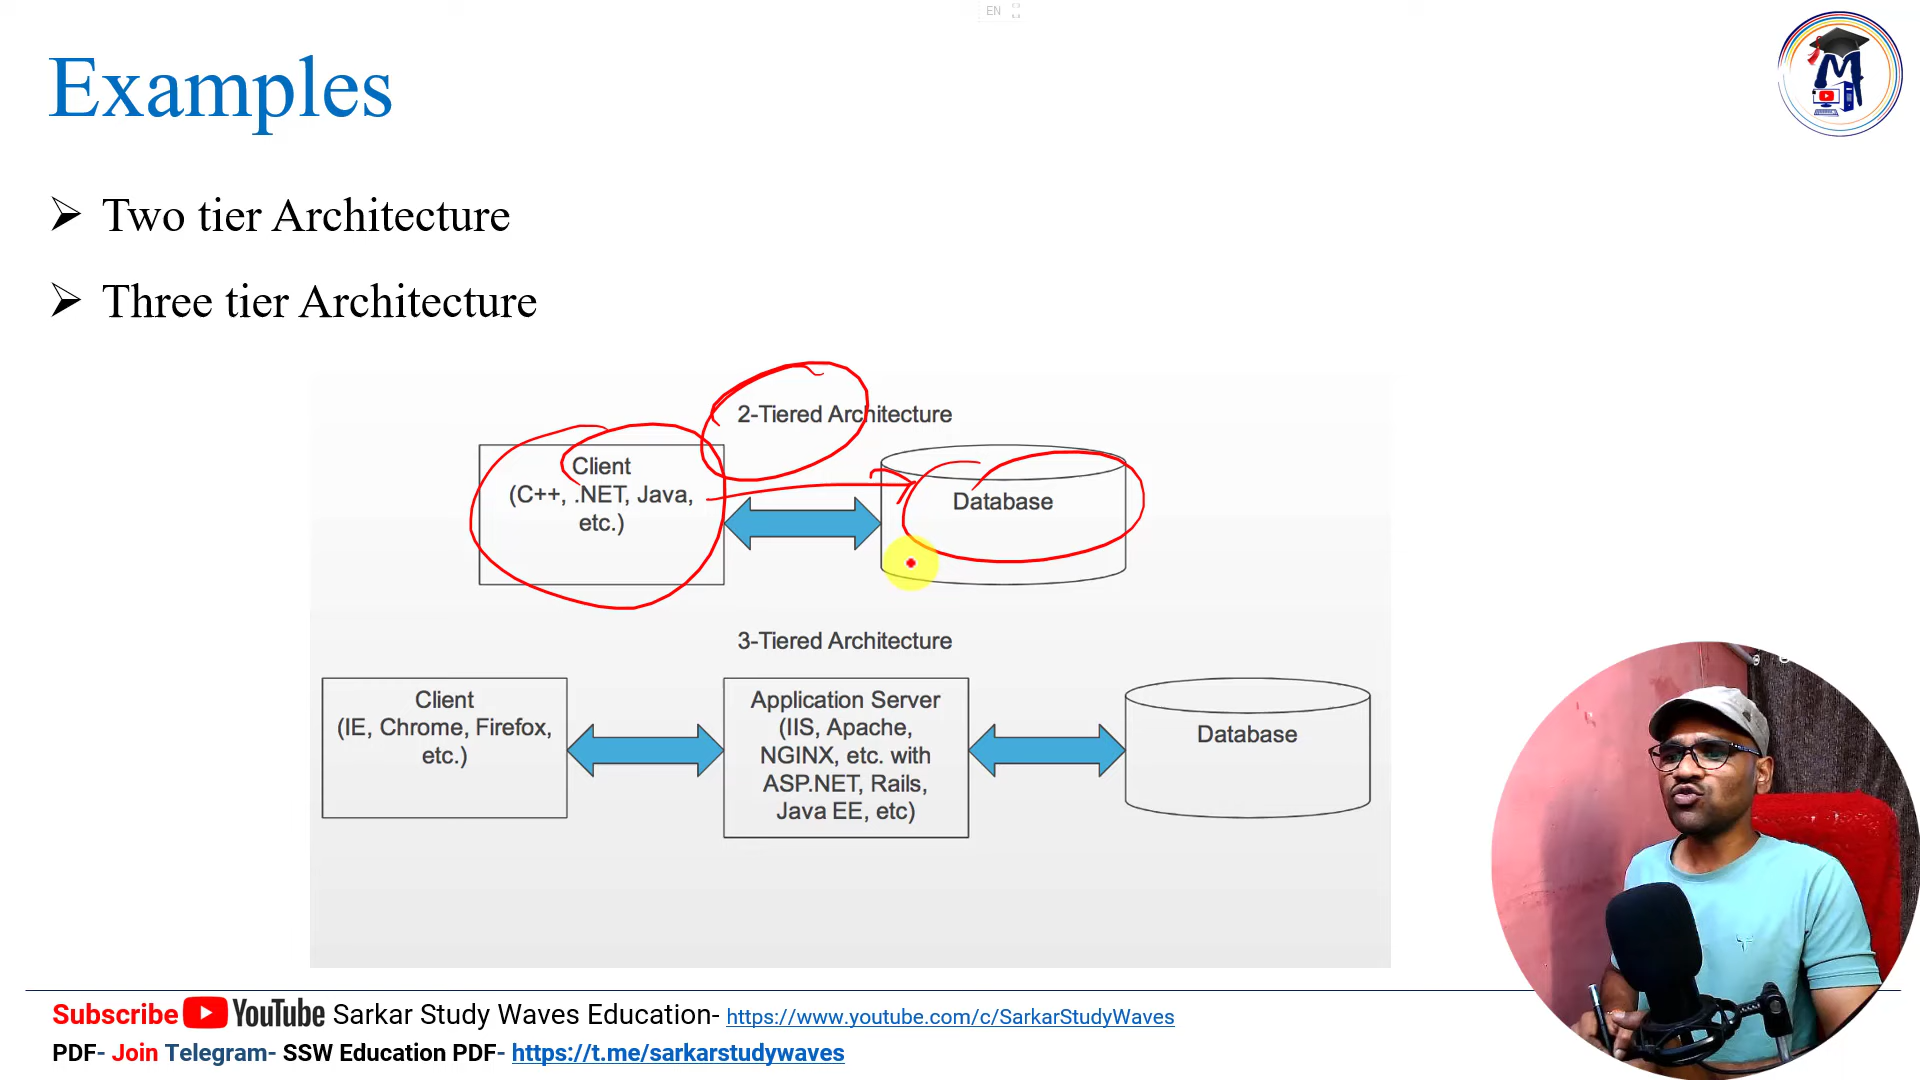 EN
Examples
Two tier Architecture
Three tier Architecture
2-Tiered Architecture
Client
(C++, .NET, Java,
etc.)
Database
3-Tiered Architecture
Client
(IE, Chrome, Firefox,
etc.)
Application Server
(IIS, Apache,
NGINX, etc. with
ASP.NET, Rails,
Java EE, etc)
Database
Subscribe YouTube Sarkar Study Waves Education- https://www.youtube.com/c/SarkarStudyWaves
PDF- Join Telegram- SSW Education PDF- https://t.me/sarkarstudywaves